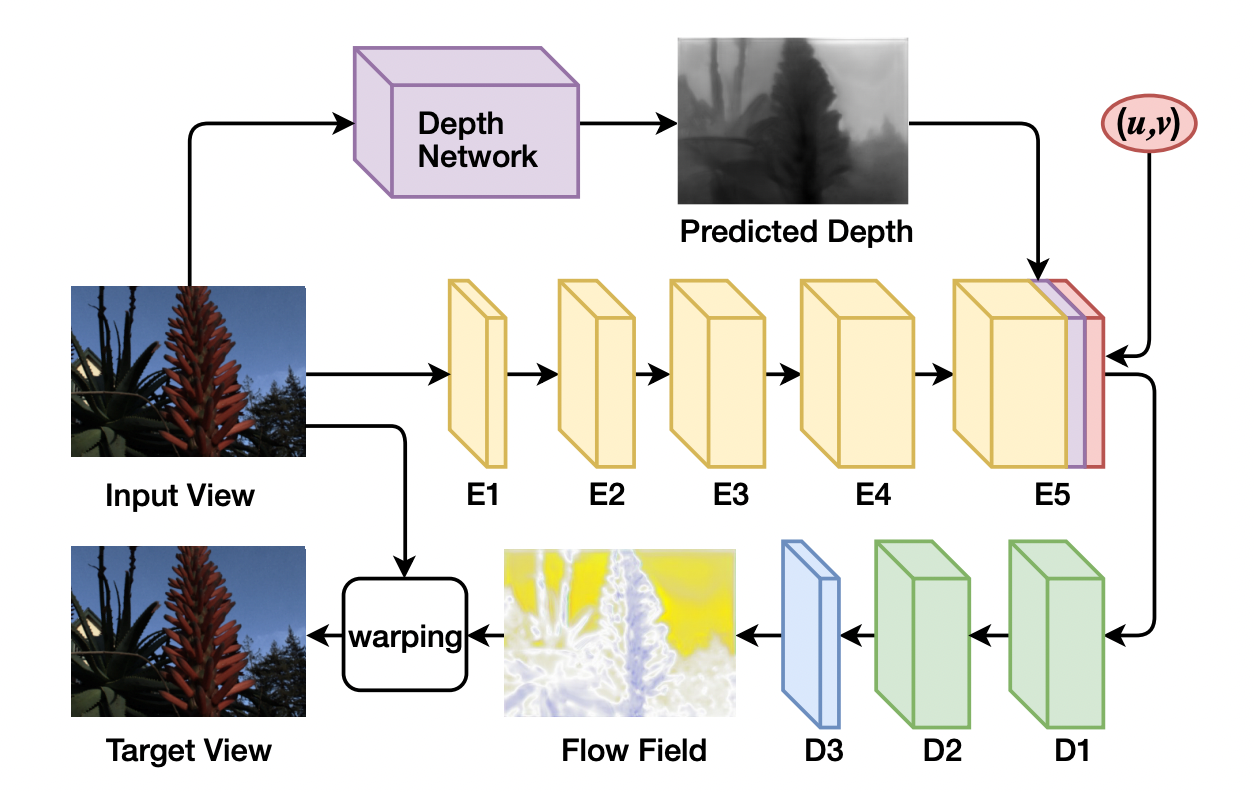 Depth
Network
(u,v)
Predicted Depth
Input View
E1
E2
E3
E4
E5
warping
Target View
Flow Field
D3
D2
D1